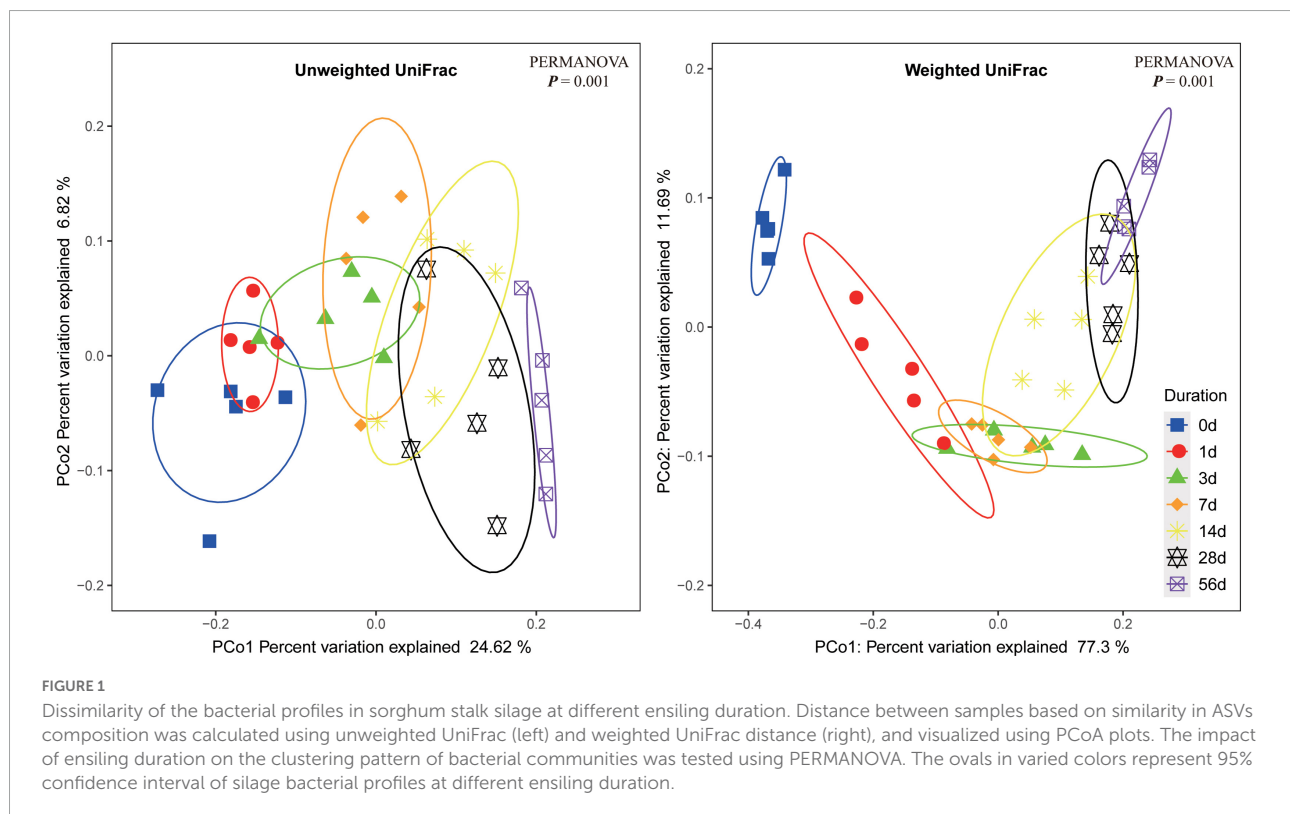 Unweighted UniFrac
PERMANOVA
P = 0.001
0.2
0.1
0.0
−0.1
−0.2
PCo2 Percent variation explained 6.82 %
−0.2
0.0
0.2
PCo1 Percent variation explained 24.62 %
Weighted UniFrac
PERMANOVA
P = 0.001
0.2
0.1
0.0
−0.1
−0.2
PCo2: Percent variation explained 11.69 %
−0.4
−0.2
0.0
0.2
PCo1: Percent variation explained 77.3 %
Duration
0d
1d
3d
7d
14d
28d
56d
FIGURE 1
Dissimilarity of the bacterial profiles in sorghum stalk silage at different ensiling duration. Distance between samples based on similarity in ASVs
composition was calculated using unweighted UniFrac (left) and weighted UniFrac distance (right), and visualized using PCoA plots. The impact
of ensiling duration on the clustering pattern of bacterial communities was tested using PERMANOVA. The ovals in varied colors represent 95%
confidence interval of silage bacterial profiles at different ensiling duration.